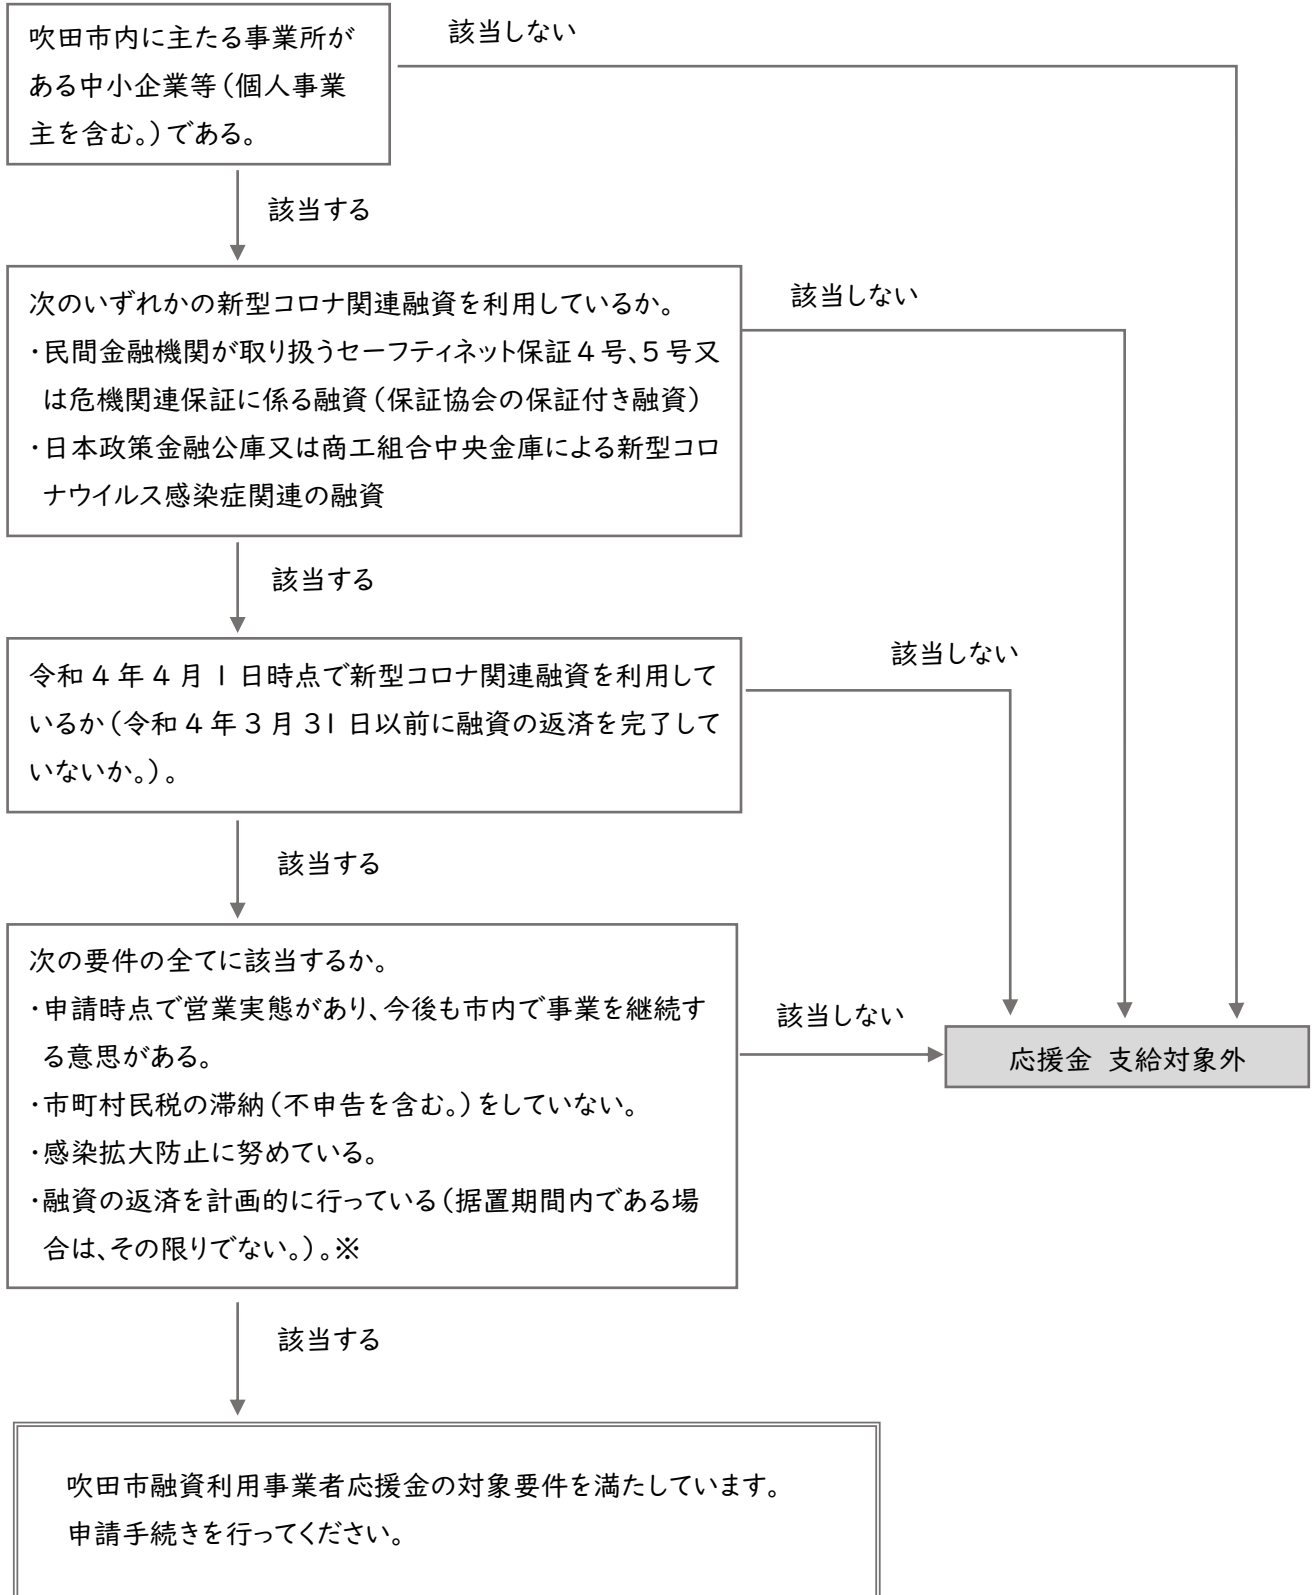 吹田市内に主たる事業所が
ある中小企業等（個人事業
主を含む。）である。
該当しない
該当する
次のいずれかの新型コロナ関連融資を利用しているか。
・民間金融機関が取り扱うセーフティネット保証４号、５号又
は危機関連保証に係る融資（保証協会の保証付き融資）
・日本政策金融公庫又は商工組合中央金庫による新型コロ
ナウイルス感染症関連の融資
該当しない
該当する
令和４年４月１日時点で新型コロナ関連融資を利用して
いるか（令和４年３月31日以前に融資の返済を完了して
いないか。）。
該当しない
該当する
次の要件の全てに該当するか。
・申請時点で営業実態があり、今後も市内で事業を継続す
る意思がある。
・市町村民税の滞納（不申告を含む。）をしていない。
・感染拡大防止に努めている。
・融資の返済を計画的に行っている（据置期間内である場
合は、その限りでない。）。※
該当しない
応援金 支給対象外
該当する
吹田市融資利用事業者応援金の対象要件を満たしています。
申請手続きを行ってください。